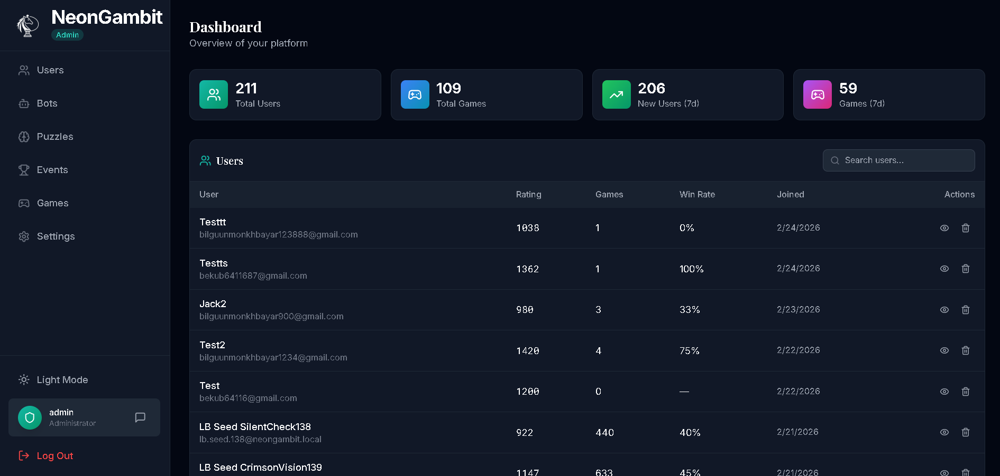 NeonGambit
Admin
Users
Bots
Puzzles
Events
Games
Settings
Light Mode
admin
Administrator
Log Out
Dashboard
Overview of your platform
211
Total Users
109
Total Games
206
New Users (7d)
59
Games (7d)
Users
Search users...
User Rating Games Win Rate Joined Actions
Testtt
bilguunmonkhbayar123888@gmail.com
1038 1 0% 2/24/2026
Testts
bekub6411687@gmail.com
1362 1 100% 2/24/2026
Jack2
bilguunmonkhbayar900@gmail.com
980 3 33% 2/23/2026
Test2
bilguunmonkhbayar1234@gmail.com
1420 4 75% 2/22/2026
Test
bekub64116@gmail.com
1200 0 — 2/22/2026
LB Seed SilentCheck138
lb.seed.138@neongambit.local
922 440 40% 2/21/2026
LB Seed CrimsonVision139
1147 633 45% 2/21/2026